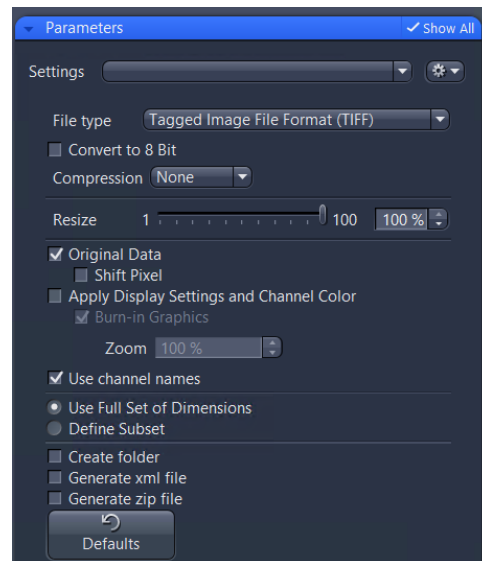 Parameters Show All
Settings
File type Tagged Image File Format (TIFF)
Convert to 8 Bit
Compression None
Resize 1 100 100 %
Original Data
Shift Pixel
Apply Display Settings and Channel Color
Burn-in Graphics
Zoom 100 %
Use channel names
Use Full Set of Dimensions
Define Subset
Create folder
Generate xml file
Generate zip file
Defaults